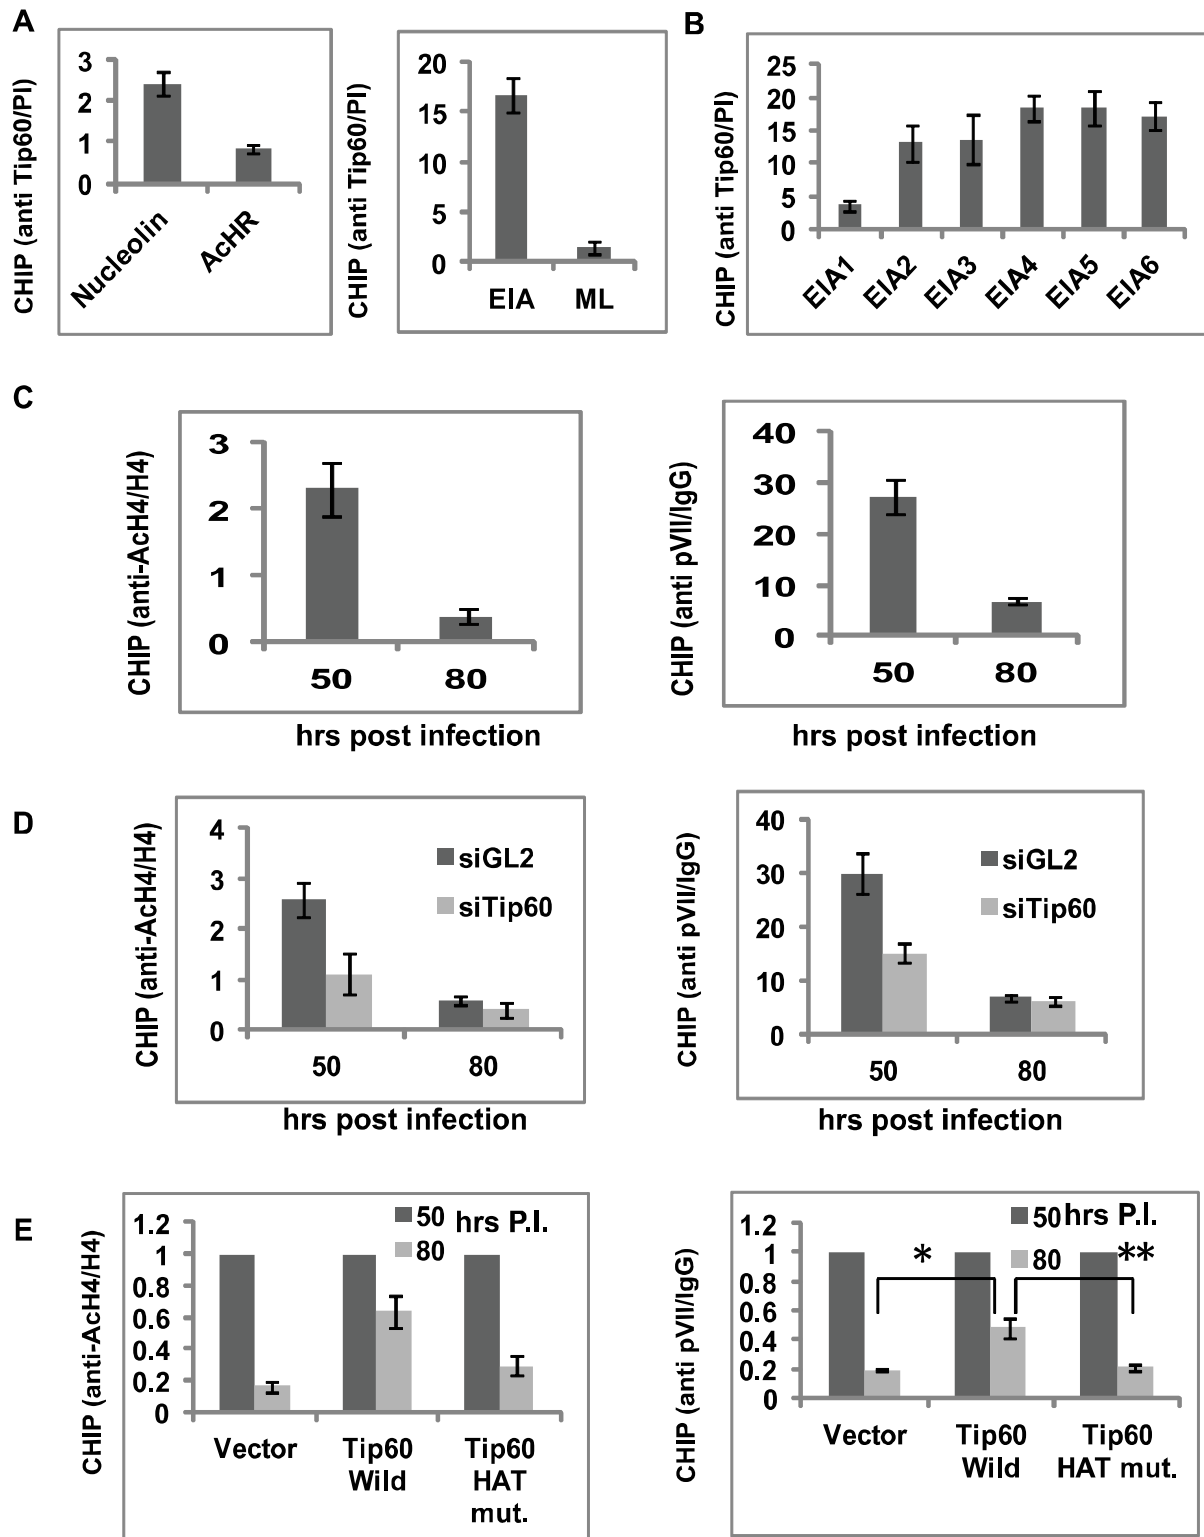 A
CHIP (anti Tip60/PI)
3
2
1
0
Nucleolin
AcHR
CHIP (anti Tip60/PI)
20
15
10
5
0
EIA
ML
B
CHIP (anti Tip60/PI)
25
20
15
10
5
0
EIA1
EIA2
EIA3
EIA4
EIA5
EIA6
C
CHIP (anti-AcH4/H4)
3
2
1
0
50
80
hrs post infection
CHIP (anti pVII/IgG)
40
30
20
10
0
50
80
hrs post infection
D
CHIP (anti-AcH4/H4)
4
3
2
1
0
siGL2
siTip60
50
80
hrs post infection
CHIP (anti pVII/IgG)
40
30
20
10
0
siGL2
siTip60
50
80
hrs post infection
E
CHIP (anti-AcH4/H4)
1.2
1
0.8
0.6
0.4
0.2
0
50 hrs P.I.
80
Vector
Tip60
Wild
Tip60
HAT
mut.
CHIP (anti pVII/IgG)
1.2
1
0.8
0.6
0.4
0.2
0
50 hrs P.I.
80
*
**
Vector
Tip60
Wild
Tip60
HAT mut.